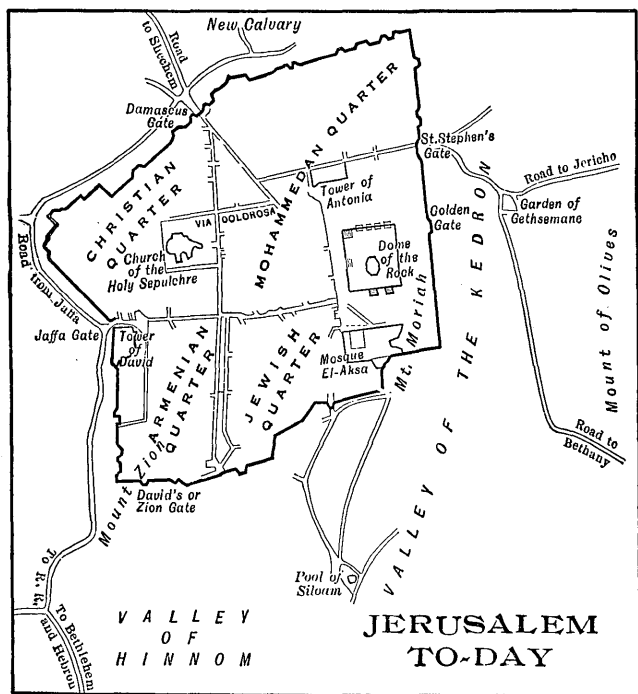 New Calvary
Road
to Shechem
Damascus
Gate
CHRISTIAN
QUARTER
MOHAMMEDAN QUARTER
St. Stephen's
Gate
Road to Jericho
Tower of
Antonia
VIA DOLOROSA
Golden
Gate
Garden of
Gethsemane
Church
of the
Holy Sepulchre
Dome
of the
Rock
Road from Jaffa
Jaffa Gate
Tower
of
David
ARMENIAN
QUARTER
JEWISH
QUARTER
Mosque
El-Aksa
Mt. Moriah
VALLEY OF THE KEDRON
Mount of Olives
Road to
Bethany
Mount Zion
David's or
Zion Gate
Pool of
Siloam
To R. R.
To Bethlehem
and Hebron
VALLEY
OF
HINNOM
JERUSALEM
TO-DAY